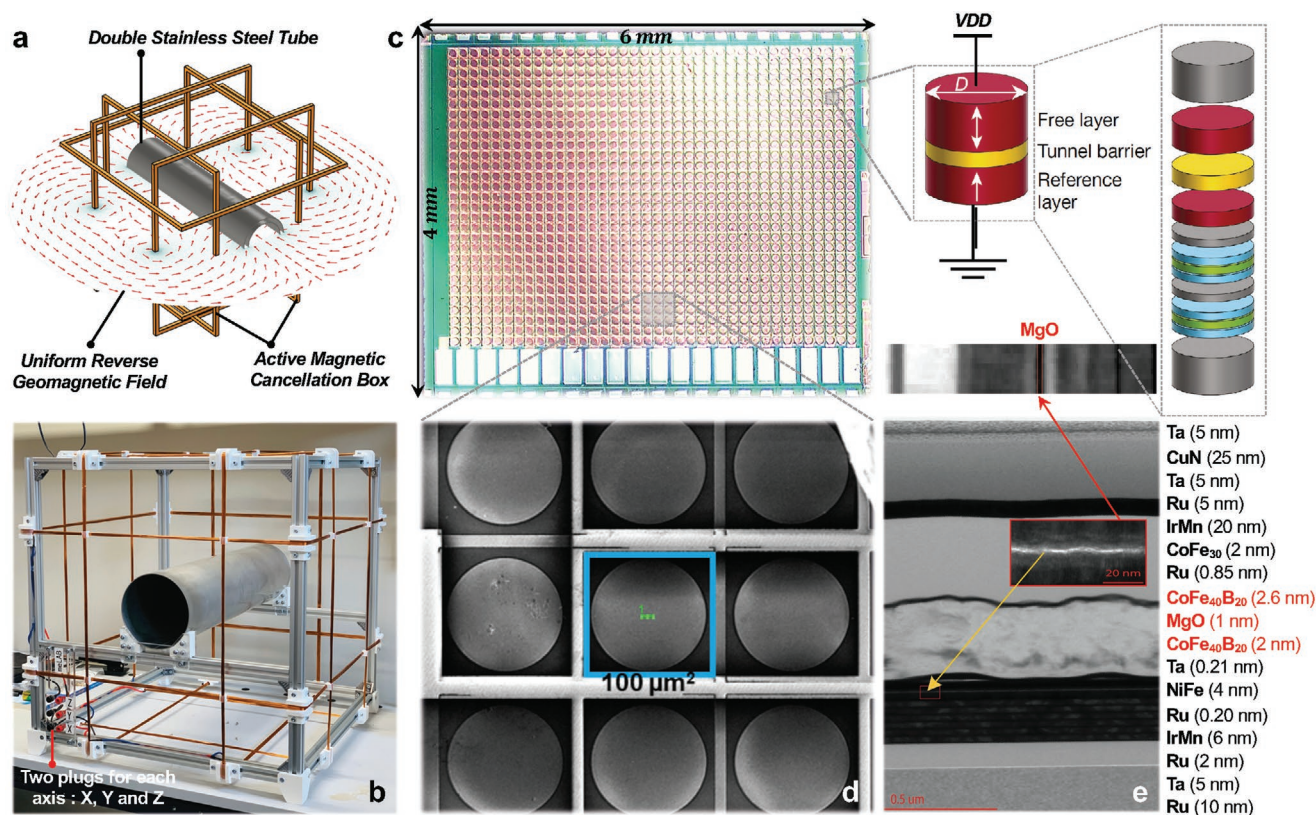 a
Double Stainless Steel Tube
Uniform Reverse
Geomagnetic Field
Active Magnetic
Cancellation Box
Two plugs for each
axis : X, Y and Z
Z
Y
X
b
c
6 mm
4 mm
VDD
D
Free layer
Tunnel barrier
Reference
layer
MgO
100 µm²
d
20 nm
0.5 µm
e
Ta (5 nm)
CuN (25 nm)
Ta (5 nm)
Ru (5 nm)
IrMn (20 nm)
CoFe₃₀ (2 nm)
Ru (0.85 nm)
CoFe₄₀B₂₀ (2.6 nm)
MgO (1 nm)
CoFe₄₀B₂₀ (2 nm)
Ta (0.21 nm)
NiFe (4 nm)
Ru (0.20 nm)
IrMn (6 nm)
Ru (2 nm)
Ta (5 nm)
Ru (10 nm)